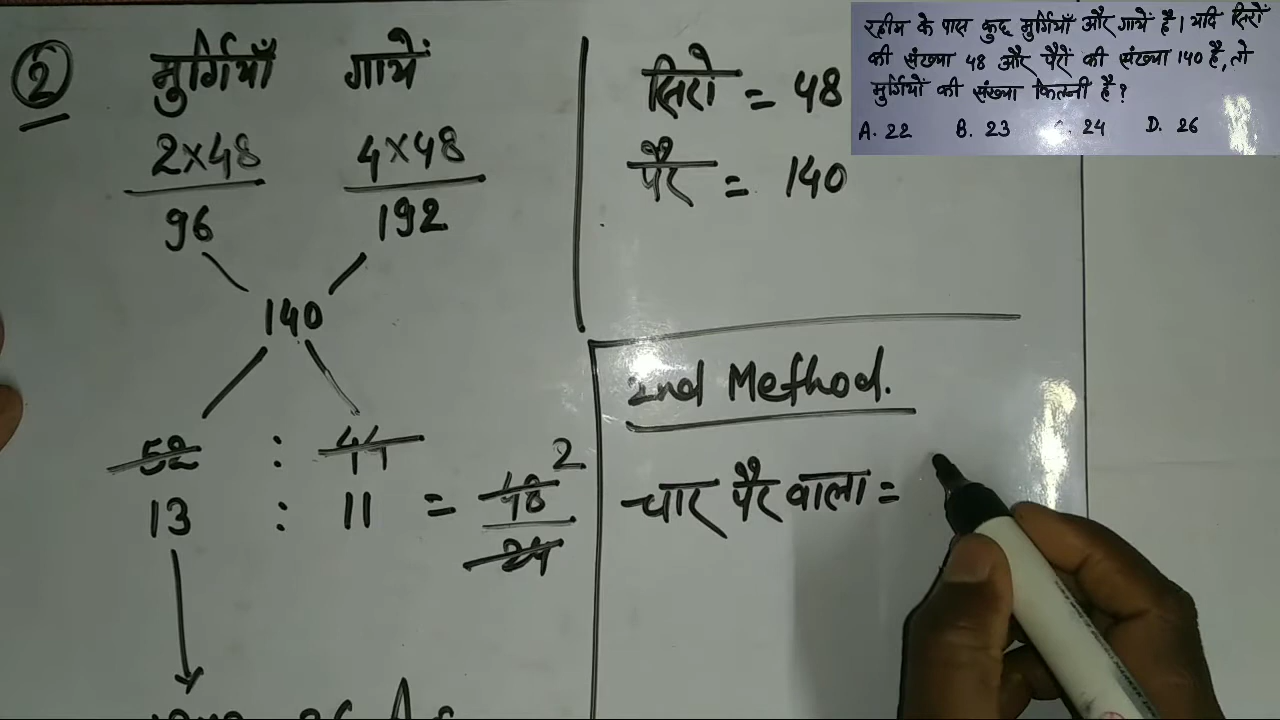 ② मुर्गियाँ गायें
2×48 4×48
96 192
140
52 : 44
13 : 11 = 48 2
24
सिरो = 48
पैर = 140
2nd Method.
चार पैर वाला =
रहीम के पास कुछ मुर्गियाँ और गायें है। यदि सिरों
की संख्या 48 और पैरों की संख्या 140 है, तो
मुर्गियों की संख्या कितनी है?
A. 22 B. 23 C. 24 D. 26